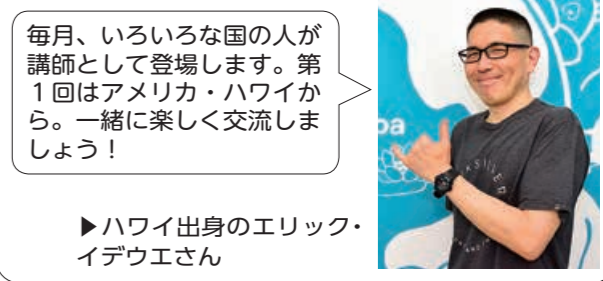 毎月、いろいろな国の人が
講師として登場します。第
1回はアメリカ・ハワイか
ら。一緒に楽しく交流しま
しょう！
▶ハワイ出身のエリック・
イデウエさん